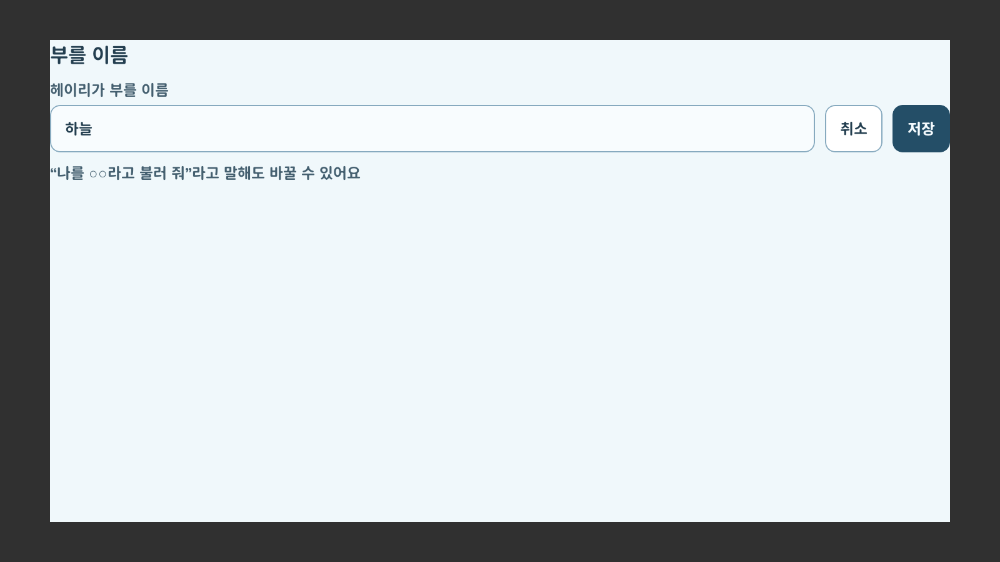 부를 이름
헤이리가 부를 이름
하늘
취소
저장
“나를 ○○라고 불러 줘”라고 말해도 바꿀 수 있어요